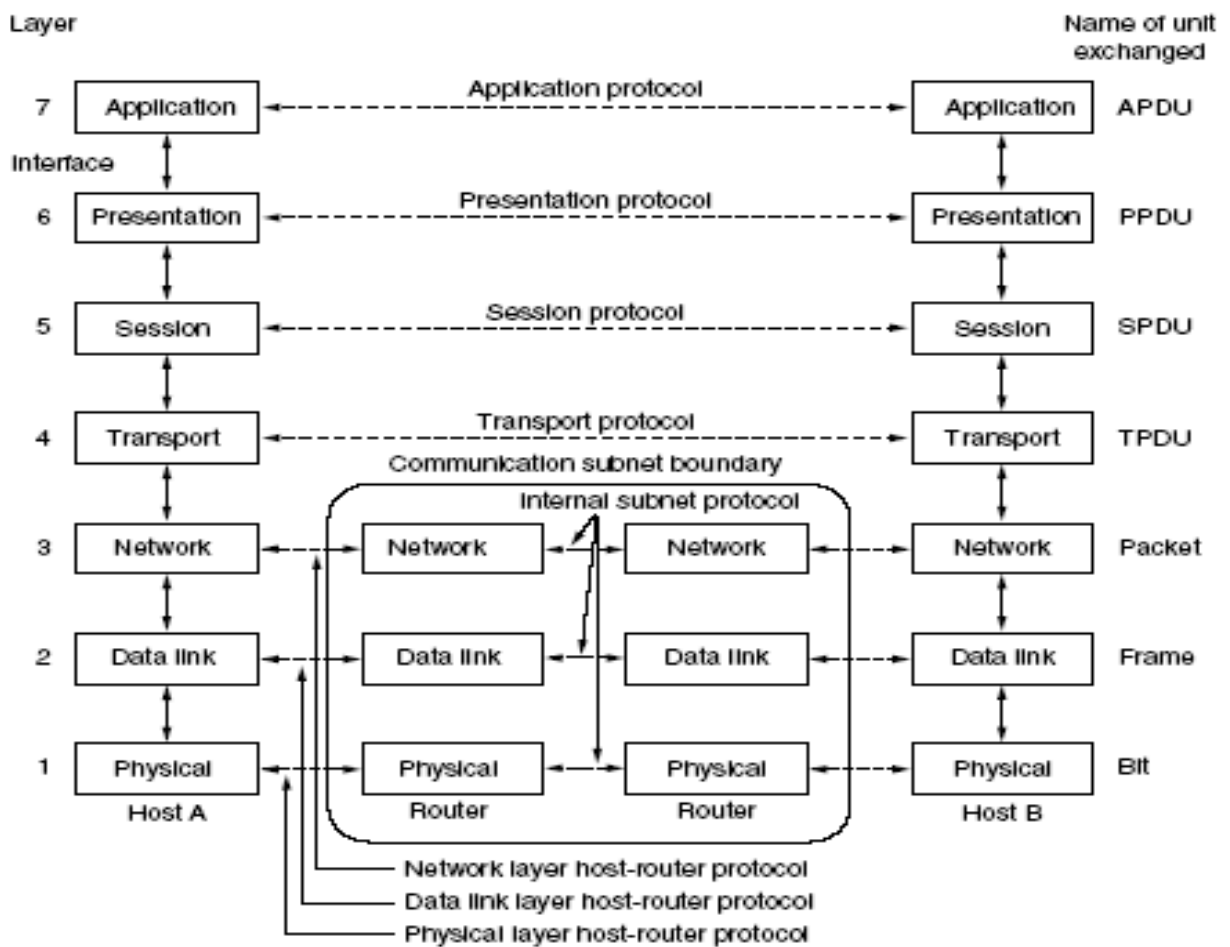 Layer
Name of unit
exchanged
7
Application
Application protocol
Application
APDU
Interface
6
Presentation
Presentation protocol
Presentation
PPDU
5
Session
Session protocol
Session
SPDU
4
Transport
Transport protocol
Transport
TPDU
Communication subnet boundary
Internal subnet protocol
3
Network
Network
Network
Network
Packet
2
Data link
Data link
Data link
Data link
Frame
1
Physical
Physical
Physical
Physical
Bit
Host A
Router
Router
Host B
Network layer host-router protocol
Data link layer host-router protocol
Physical layer host-router protocol